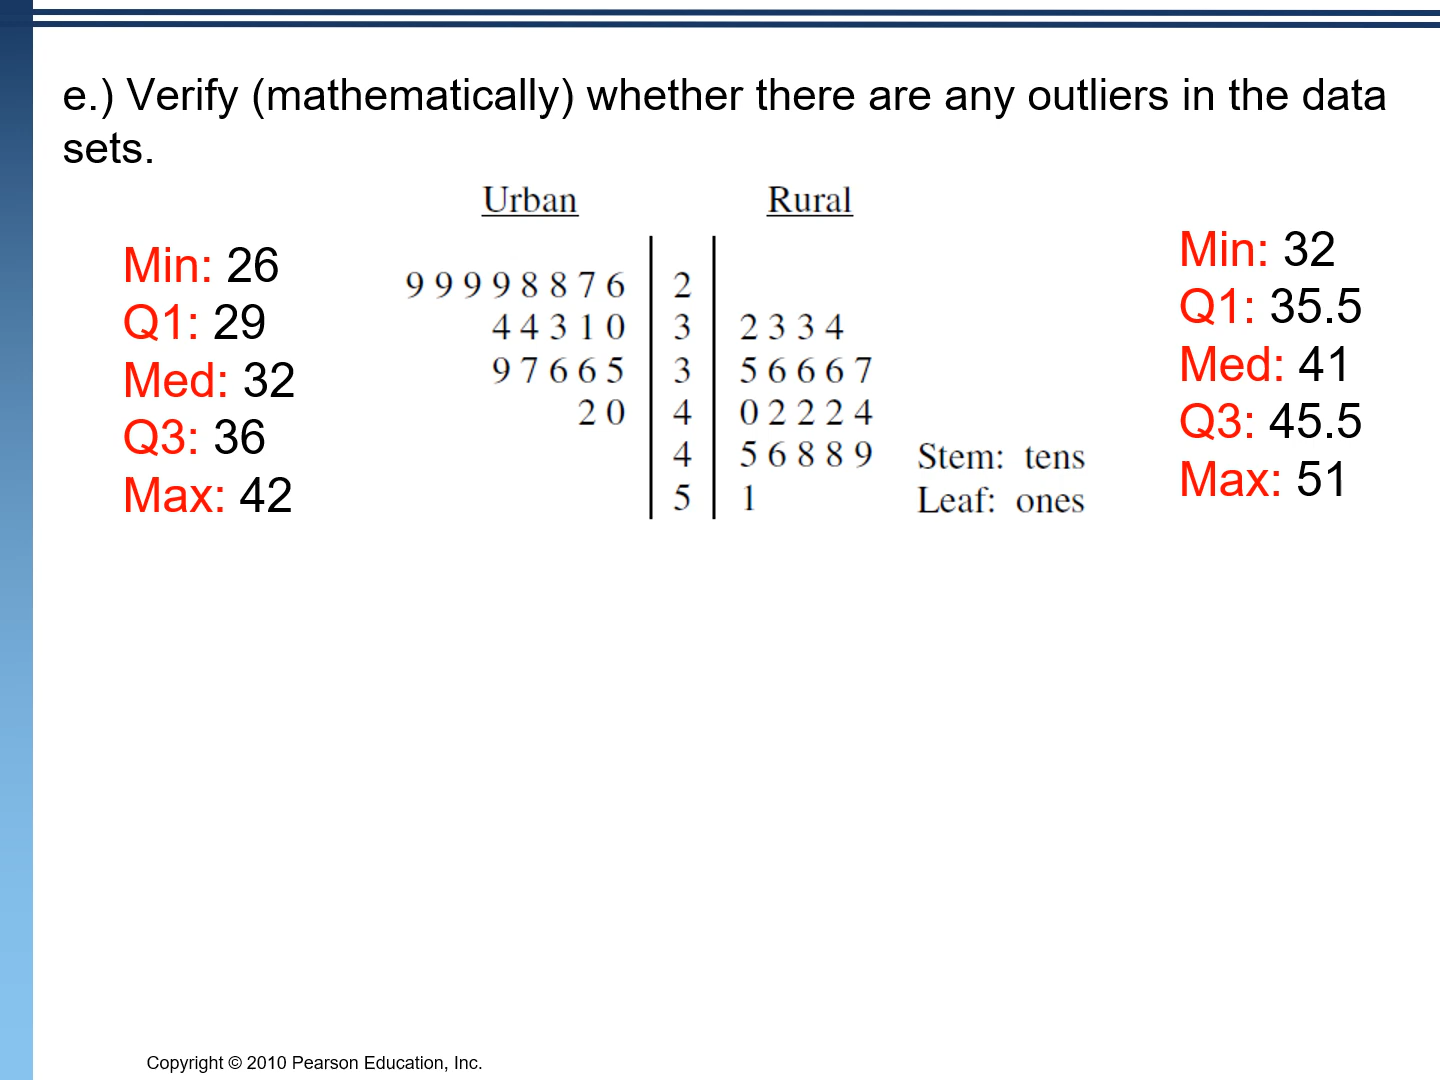 e.) Verify (mathematically) whether there are any outliers in the data
sets.
Urban Rural
Min: 26
Q1: 29
Med: 32
Q3: 36
Max: 42
9 9 9 9 8 8 7 6 2
4 4 3 1 0 3 2 3 3 4
9 7 6 6 5 3 5 6 6 6 7
2 0 4 0 2 2 2 4
4 5 6 8 8 9
5 1
Stem: tens
Leaf: ones
Min: 32
Q1: 35.5
Med: 41
Q3: 45.5
Max: 51
Copyright © 2010 Pearson Education, Inc.